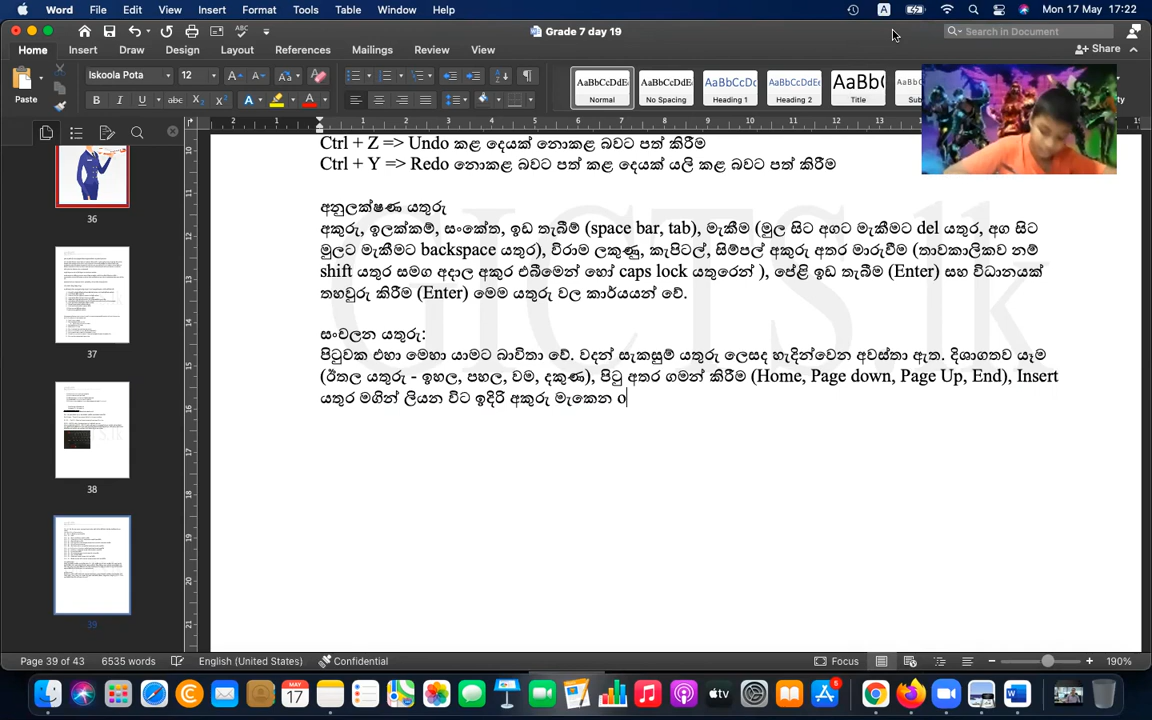 Word File Edit View Insert Format Tools Table Window Help A Mon 17 May 17:22
Grade 7 day 19
Search in Document
Home Insert Draw Design Layout References Mailings Review View
Share
Paste
Iskoola Pota 12
AaBbCcDdEe AaBbCcDdEe AaBbCcDc AaBbCcDdEe AaBb(
Normal No Spacing Heading 1 Heading 2 Title
36
37
38
39
Ctrl + Z => Undo කළ දෙයක් නොකළ බවට පත් කිරීම
Ctrl + Y => Redo නොකළ බවට පත් කළ දෙයක් යලි කළ බවට පත් කිරීම
අනුලක්ෂණ යතුරු
අකුරු, ඉලක්කම්, සංකේත, ඉඩ තැබීම් (space bar, tab), මැකීම (මුල සිට අගට මැකීමට del යතුර, අග සිට
මුලට මැකීමට backspace යතුර), විරාම ලකුණු, කැපිටල්, සිම්පල් අකුරු අතර මාරුවීම (තාවකාලිකව නම්
shift යතුර සමග අදාල අකුර එබීමෙන් හෝ caps lock යතුරෙන් ), පේළි ඉඩ තැබීම (Enter) සහ විධානයක්
තහවුරු කිරීම (Enter) මෙම යතුරු වල කාර්යයන් වේ.
සංචලන යතුරු:
පිටුවක එහා මෙහා යාමට බාවිතා වේ. වදන් සැකසුම් යතුරු ලෙසද හැදින්වෙන අවස්තා ඇත. දිශාගතව යෑම
(ඊතල යතුරු - ඉහල, පහල, වම, දකුණ), පිටු අතර ගමන් කිරීම (Home, Page down, Page Up, End), Insert
යතුර මගින් ලියන විට ඉදිරි අකුරු මැකෙන o
GICTS.lk
Page 39 of 43 6535 words English (United States) Confidential Focus 190%